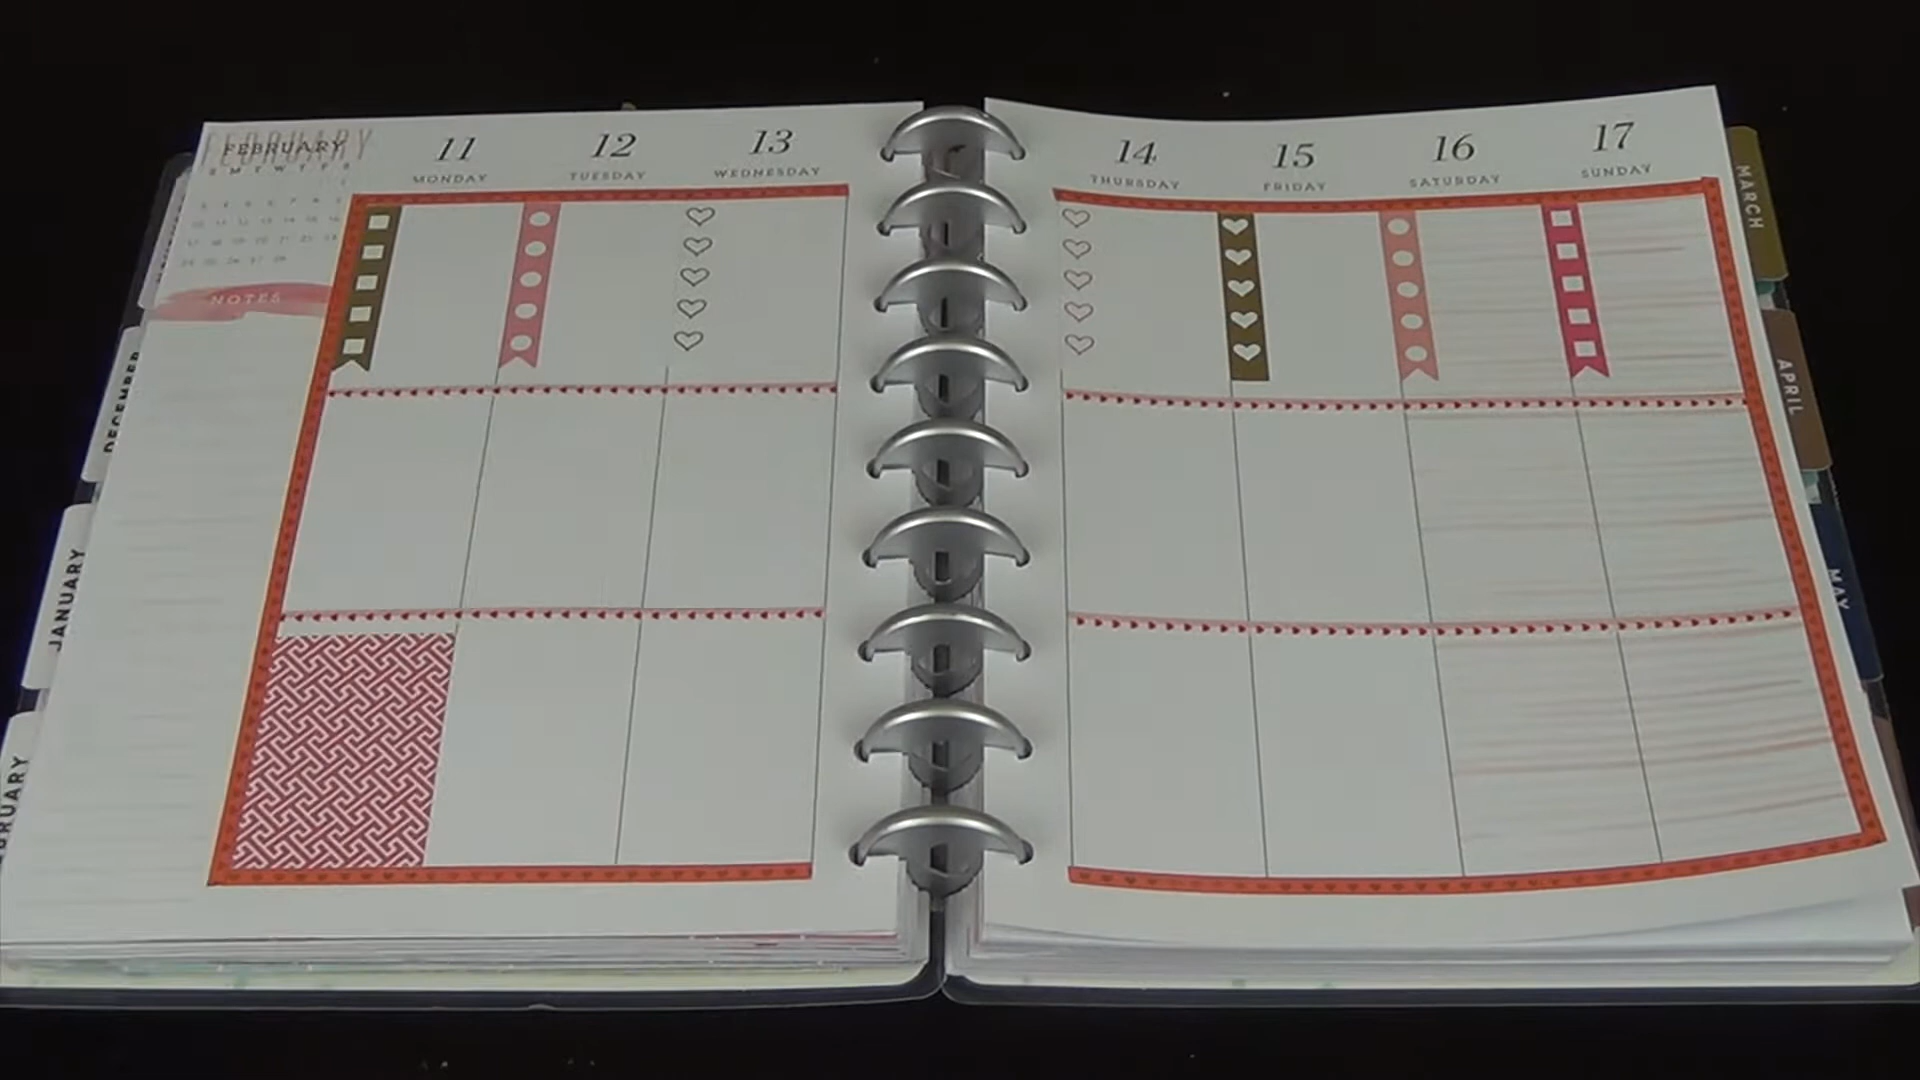 FEBRUARY
FEBRUARY
S M T W T F S
NOTES
11
MONDAY
12
TUESDAY
13
WEDNESDAY
14
THURSDAY
15
FRIDAY
16
SATURDAY
17
SUNDAY
DECEMBER
JANUARY
MARCH
APRIL
MAY